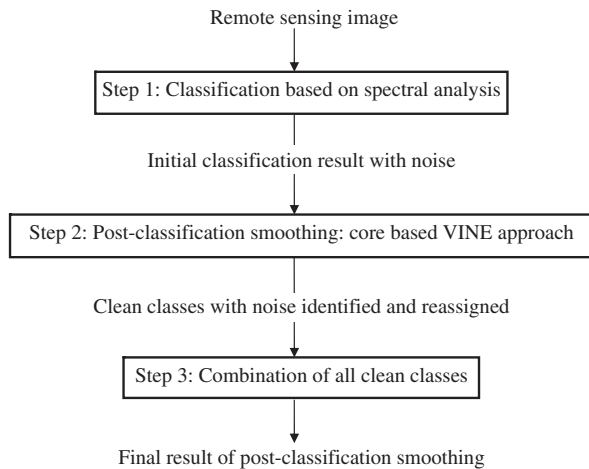 Remote sensing image
Step 1: Classification based on spectral analysis
Initial classification result with noise
Step 2: Post-classification smoothing: core based VINE approach
Clean classes with noise identified and reassigned
Step 3: Combination of all clean classes
Final result of post-classification smoothing